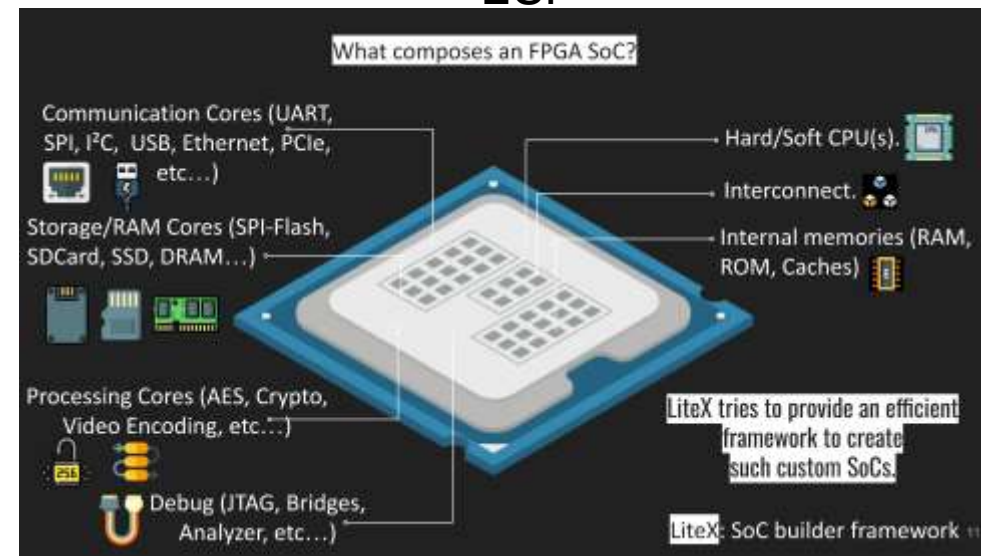 What composes an FPGA SoC?
Communication Cores (UART,
SPI, I²C, USB, Ethernet, PCIe,
etc...)
Storage/RAM Cores (SPI-Flash,
SDCard, SSD, DRAM...)
Processing Cores (AES, Crypto,
Video Encoding, etc...)
256
Debug (JTAG, Bridges,
Analyzer, etc...)
Hard/Soft CPU(s).
Interconnect.
Internal memories (RAM,
ROM, Caches)
LiteX tries to provide an efficient
framework to create
such custom SoCs.
LiteX: SoC builder framework 11